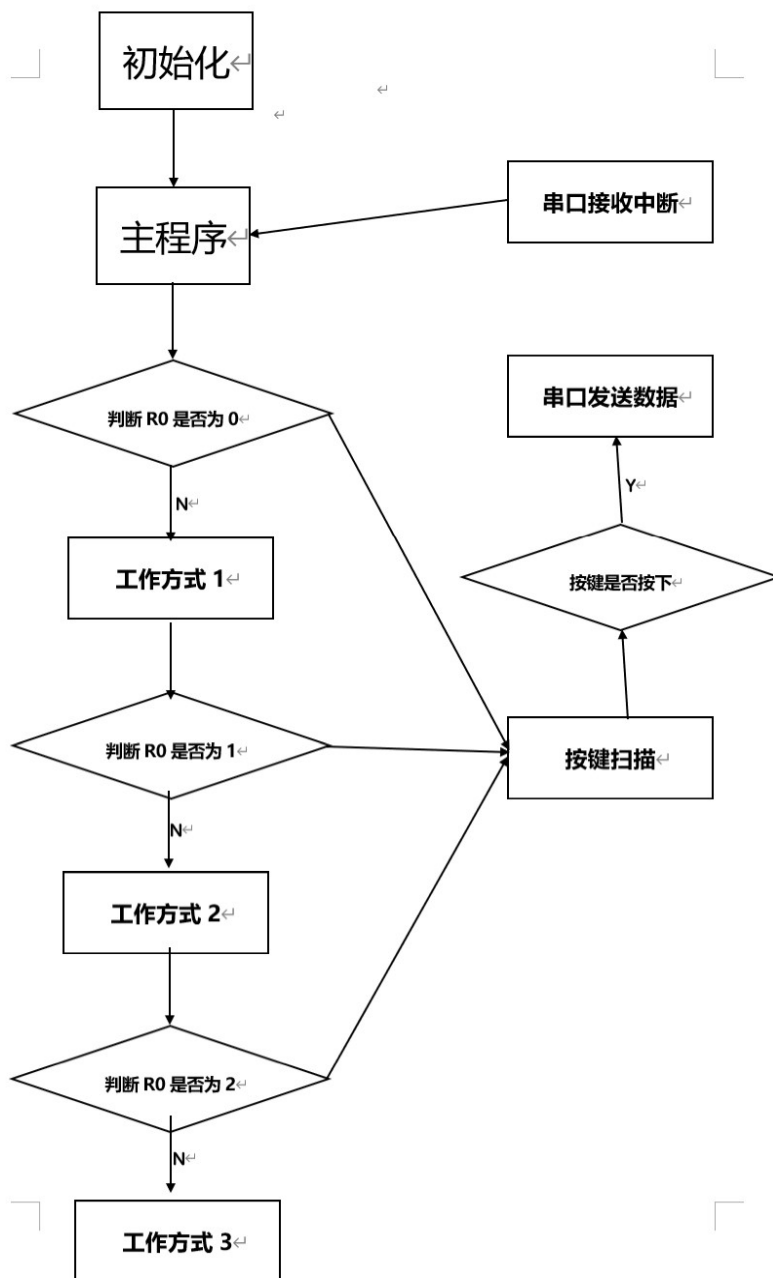 初始化
主程序
串口接收中断
判断 R0 是否为 0
串口发送数据
Y
N
工作方式 1
按键是否按下
判断 R0 是否为 1
按键扫描
N
工作方式 2
判断 R0 是否为 2
N
工作方式 3